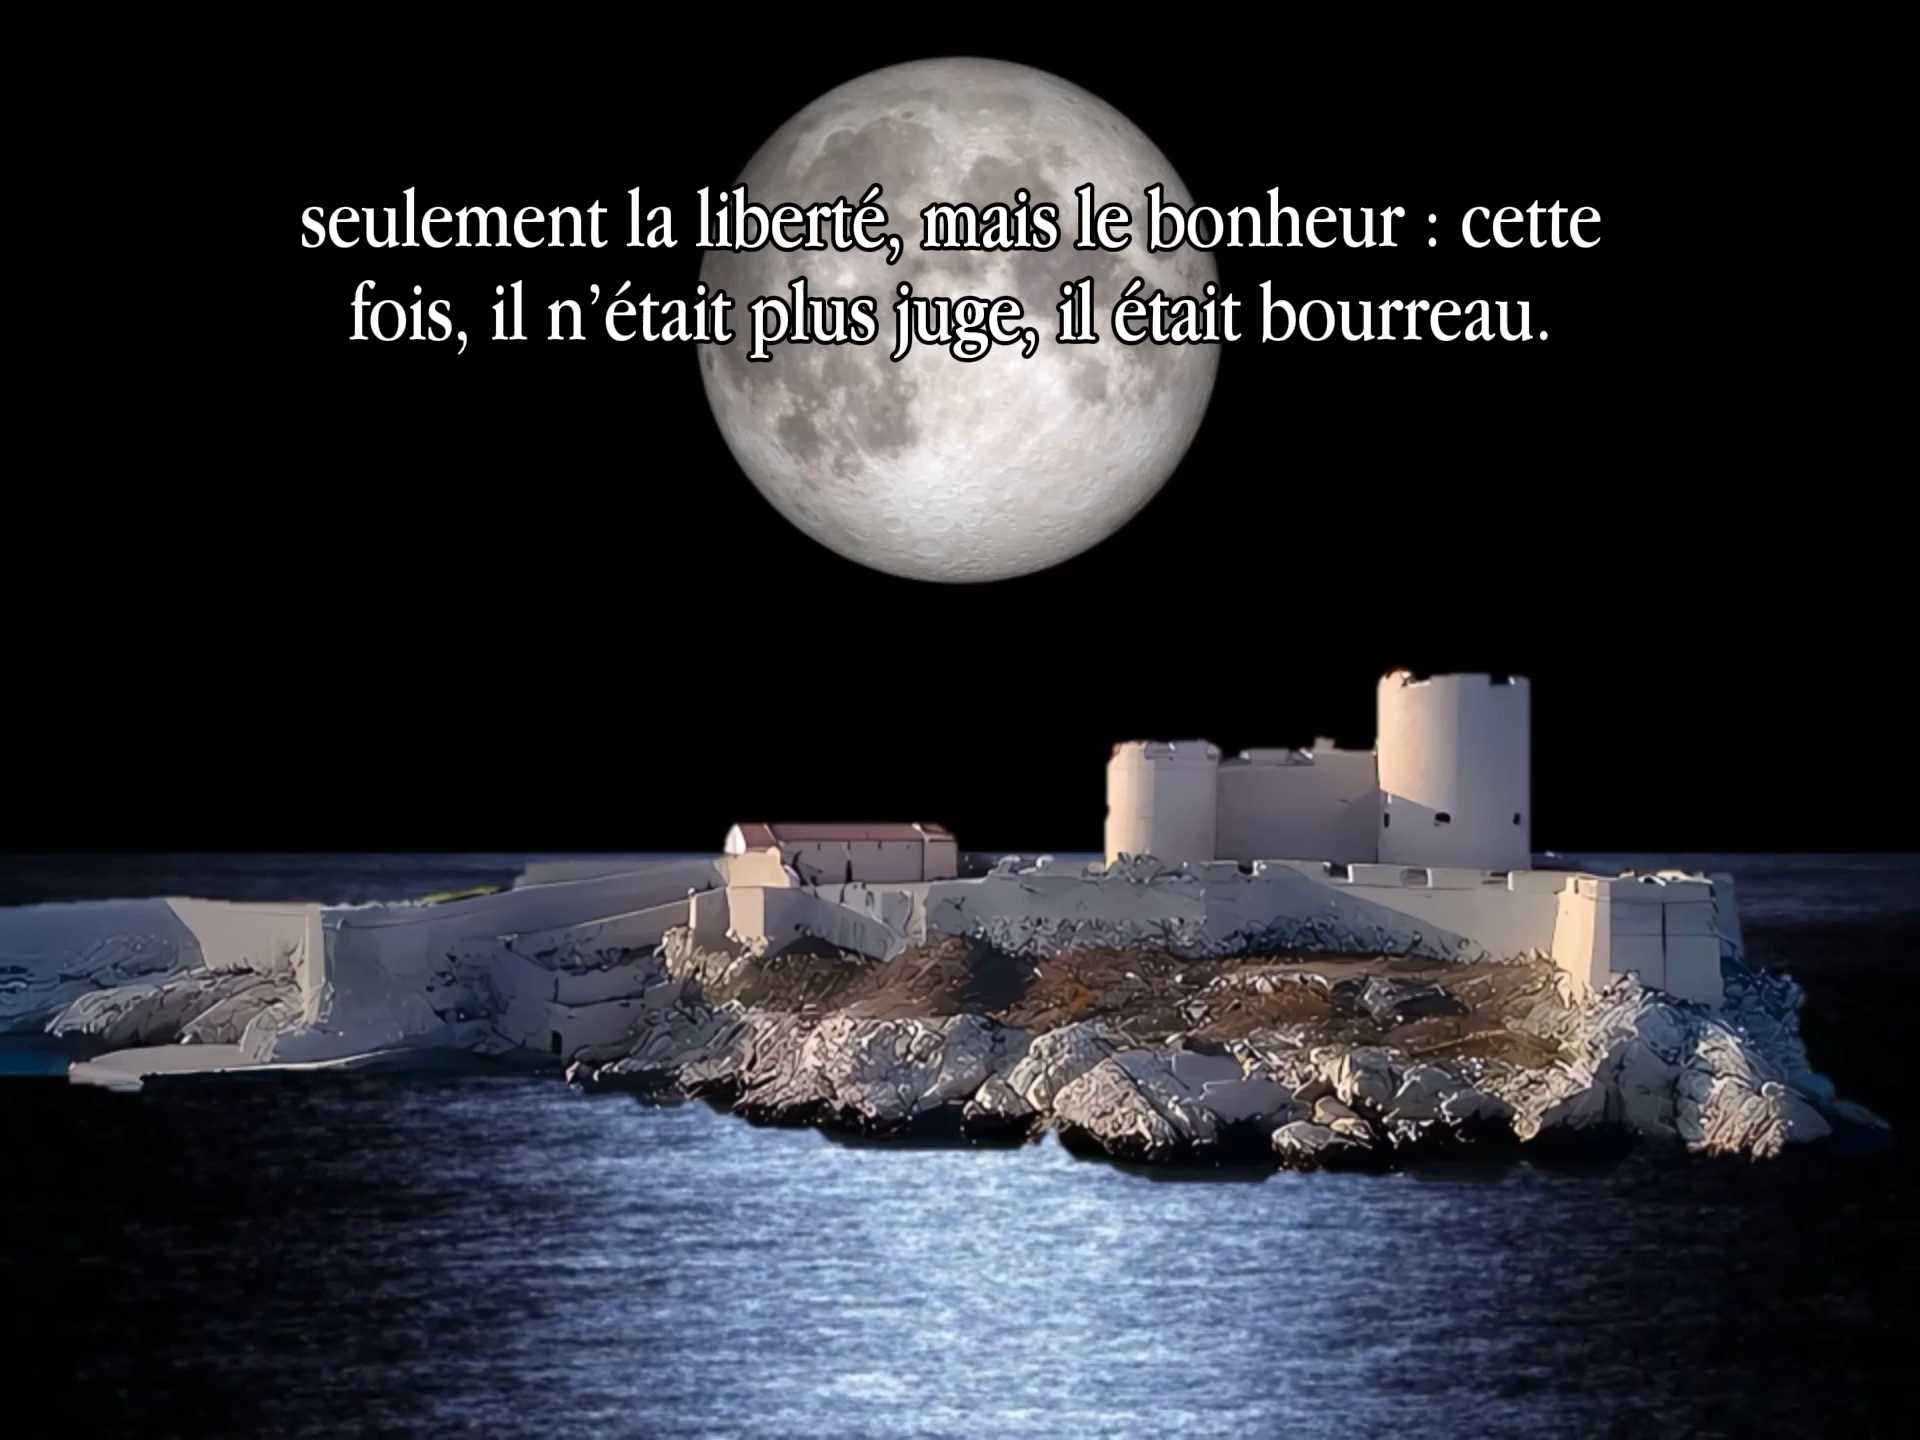 seulement la liberté, mais le bonheur : cette
fois, il n’était plus juge, il était bourreau.